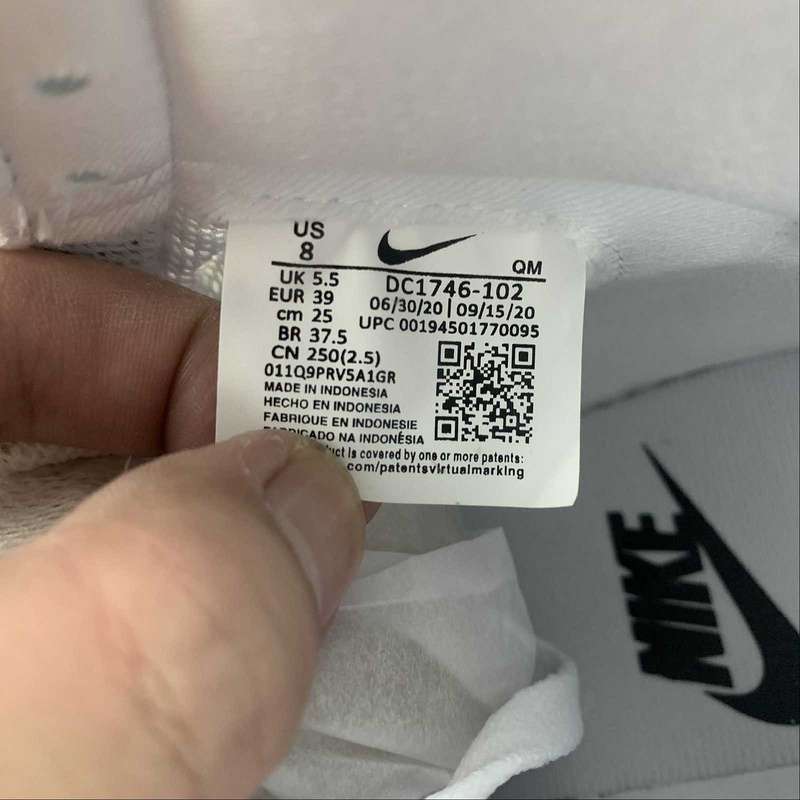 US
8
QM
UK 5.5
EUR 39
cm 25
BR 37.5
CN 250(2.5)
DC1746-102
06/30/20 | 09/15/20
UPC 00194501770095
011Q9PRV5A1GR
MADE IN INDONESIA
HECHO EN INDONESIA
FABRIQUE EN INDONESIE
FABRICADO NA INDONÉSIA
is covered by one or more patents:
.com/patentsvirtualmarking
NIKE